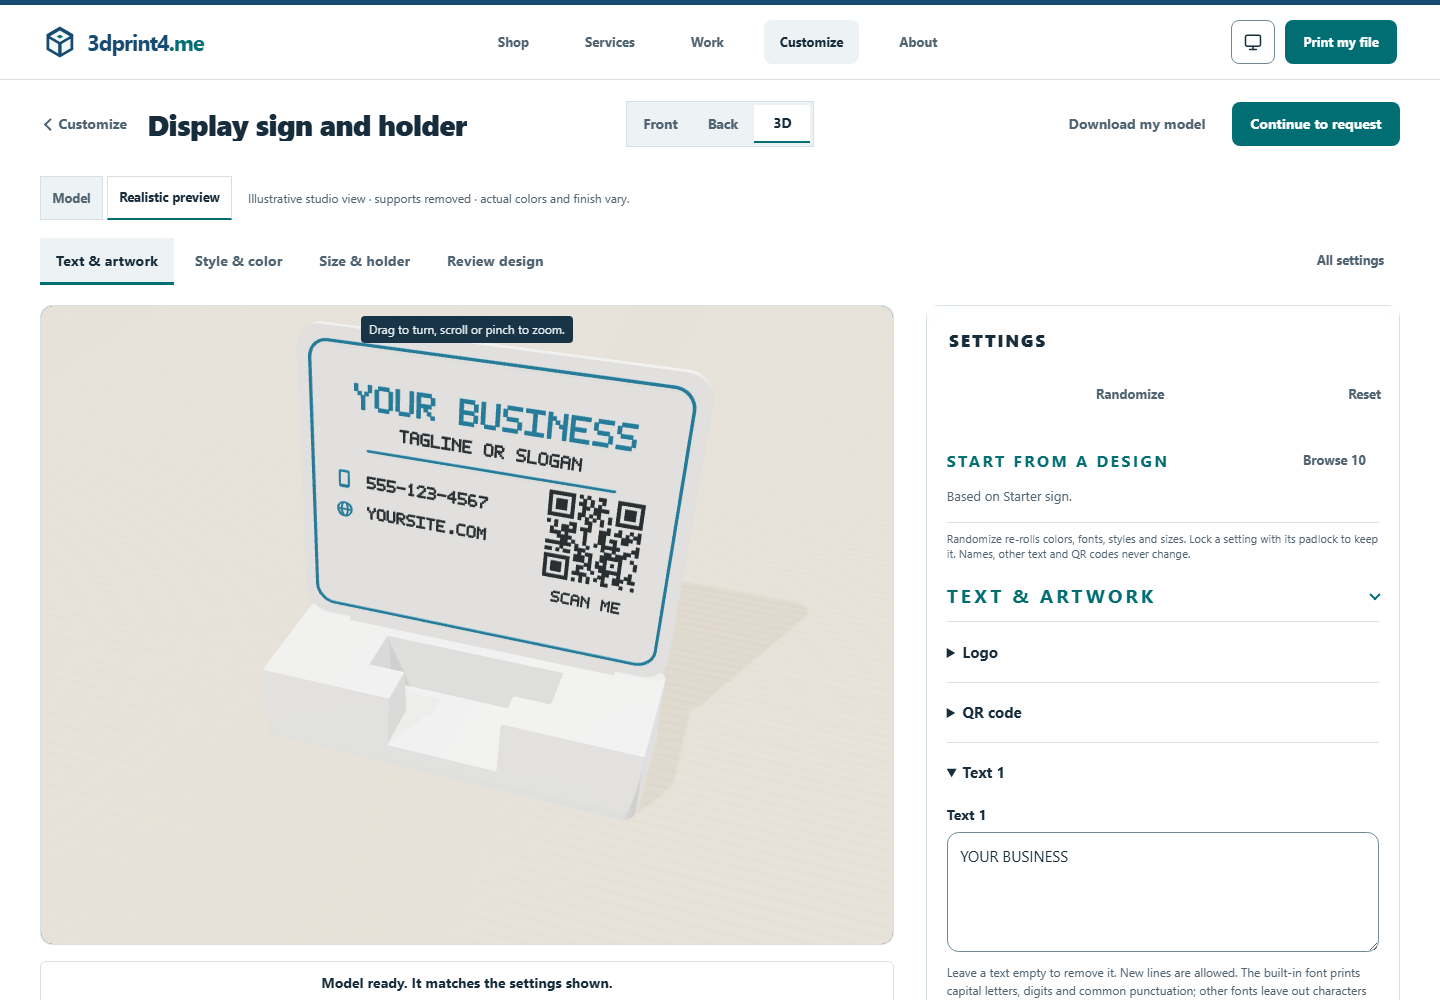 3dprint4.me
Shop
Services
Work
Customize
About
Print my file
Customize
Display sign and holder
Front
Back
3D
Download my model
Continue to request
Model
Realistic preview
Illustrative studio view · supports removed · actual colors and finish vary.
Text & artwork
Style & color
Size & holder
Review design
All settings
Drag to turn, scroll or pinch to zoom.
YOUR BUSINESS
TAGLINE OR SLOGAN
555-123-4567
YOURSITE.COM
SCAN ME
Model ready. It matches the settings shown.
SETTINGS
Randomize
Reset
START FROM A DESIGN
Browse 10
Based on Starter sign.
Randomize re-rolls colors, fonts, styles and sizes. Lock a setting with its padlock to keep
it. Names, other text and QR codes never change.
TEXT & ARTWORK
Logo
QR code
Text 1
Text 1
YOUR BUSINESS
Leave a text empty to remove it. New lines are allowed. The built-in font prints
capital letters, digits and common punctuation; other fonts leave out characters